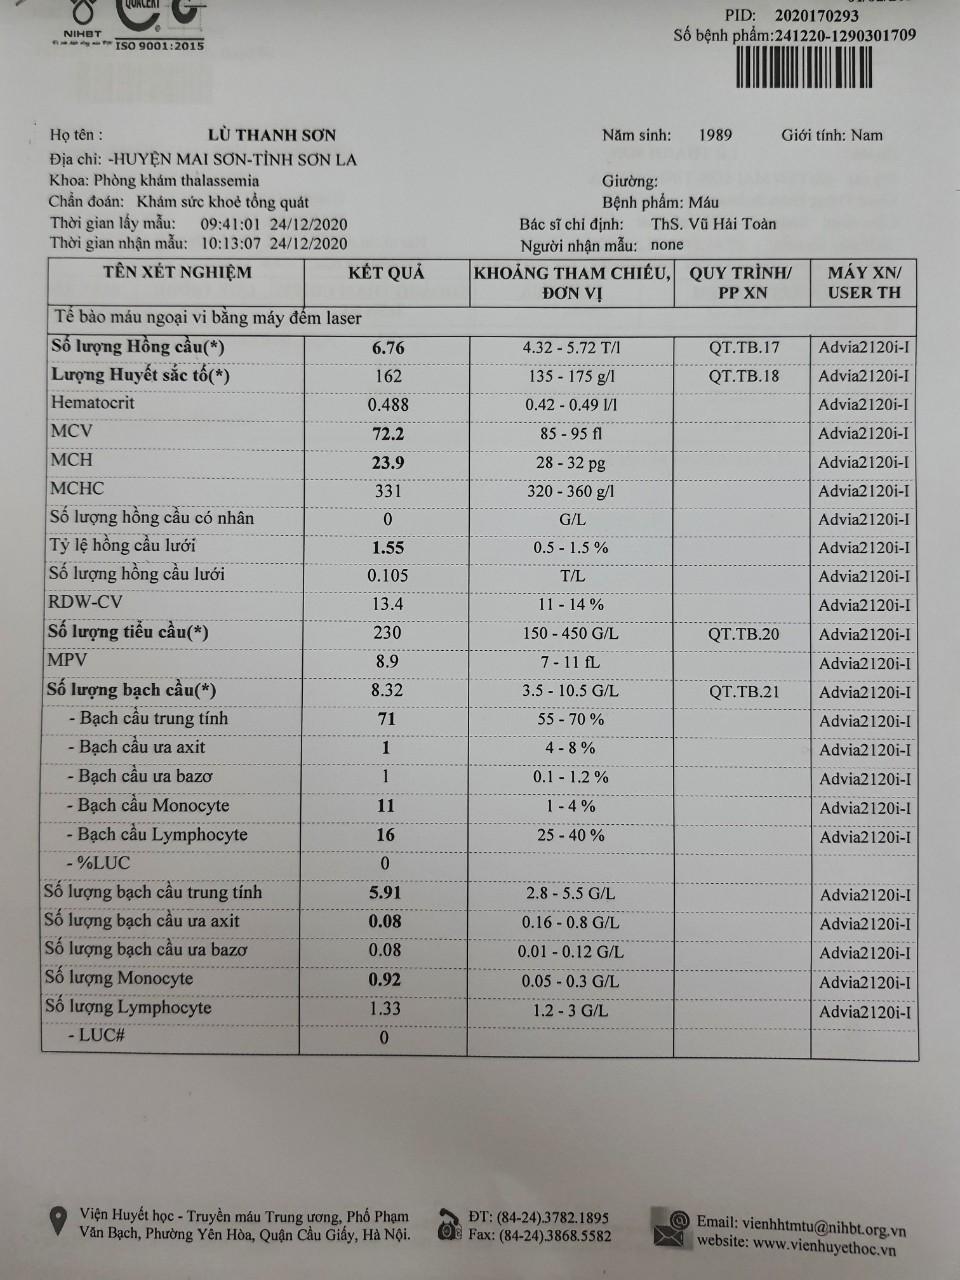 NIHBT
ISO 9001:2015
PID: 2020170293
Số bệnh phẩm:241220-1290301709
Họ tên : LÙ THANH SƠN Năm sinh: 1989 Giới tính: Nam
Địa chỉ: -HUYỆN MAI SƠN-TỈNH SƠN LA
Khoa: Phòng khám thalassemia Giường:
Chẩn đoán: Khám sức khoẻ tổng quát Bệnh phẩm: Máu
Thời gian lấy mẫu: 09:41:01 24/12/2020 Bác sĩ chỉ định: ThS. Vũ Hải Toàn
Thời gian nhận mẫu: 10:13:07 24/12/2020 Người nhận mẫu: none
TÊN XÉT NGHIỆM KẾT QUẢ KHOẢNG THAM CHIẾU, QUY TRÌNH/ MÁY XN/
ĐƠN VỊ PP XN USER TH
Tế bào máu ngoại vi bằng máy đếm laser
Số lượng Hồng cầu(*) 6.76 4.32 - 5.72 T/l QT.TB.17 Advia2120i-I
Lượng Huyết sắc tố(*) 162 135 - 175 g/l QT.TB.18 Advia2120i-I
Hematocrit 0.488 0.42 - 0.49 l/l Advia2120i-I
MCV 72.2 85 - 95 fl Advia2120i-I
MCH 23.9 28 - 32 pg Advia2120i-I
MCHC 331 320 - 360 g/l Advia2120i-I
Số lượng hồng cầu có nhân 0 G/L Advia2120i-I
Tỷ lệ hồng cầu lưới 1.55 0.5 - 1.5 % Advia2120i-I
Số lượng hồng cầu lưới 0.105 T/L Advia2120i-I
RDW-CV 13.4 11 - 14 % Advia2120i-I
Số lượng tiểu cầu(*) 230 150 - 450 G/L QT.TB.20 Advia2120i-I
MPV 8.9 7 - 11 fL Advia2120i-I
Số lượng bạch cầu(*) 8.32 3.5 - 10.5 G/L QT.TB.21 Advia2120i-I
- Bạch cầu trung tính 71 55 - 70 % Advia2120i-I
- Bạch cầu ưa axit 1 4 - 8 % Advia2120i-I
- Bạch cầu ưa bazơ 1 0.1 - 1.2 % Advia2120i-I
- Bạch cầu Monocyte 11 1 - 4 % Advia2120i-I
- Bạch cầu Lymphocyte 16 25 - 40 % Advia2120i-I
- %LUC 0
Số lượng bạch cầu trung tính 5.91 2.8 - 5.5 G/L Advia2120i-I
Số lượng bạch cầu ưa axit 0.08 0.16 - 0.8 G/L Advia2120i-I
Số lượng bạch cầu ưa bazơ 0.08 0.01 - 0.12 G/L Advia2120i-I
Số lượng Monocyte 0.92 0.05 - 0.3 G/L Advia2120i-I
Số lượng Lymphocyte 1.33 1.2 - 3 G/L Advia2120i-I
- LUC# 0
Viện Huyết học - Truyền máu Trung ương, Phố Phạm ĐT: (84-24).3782.1895 Email: vienhhtmtu@nihbt.org.vn
Văn Bạch, Phường Yên Hòa, Quận Cầu Giấy, Hà Nội. Fax: (84-24).3868.5582 website: www.vienhuyethoc.vn